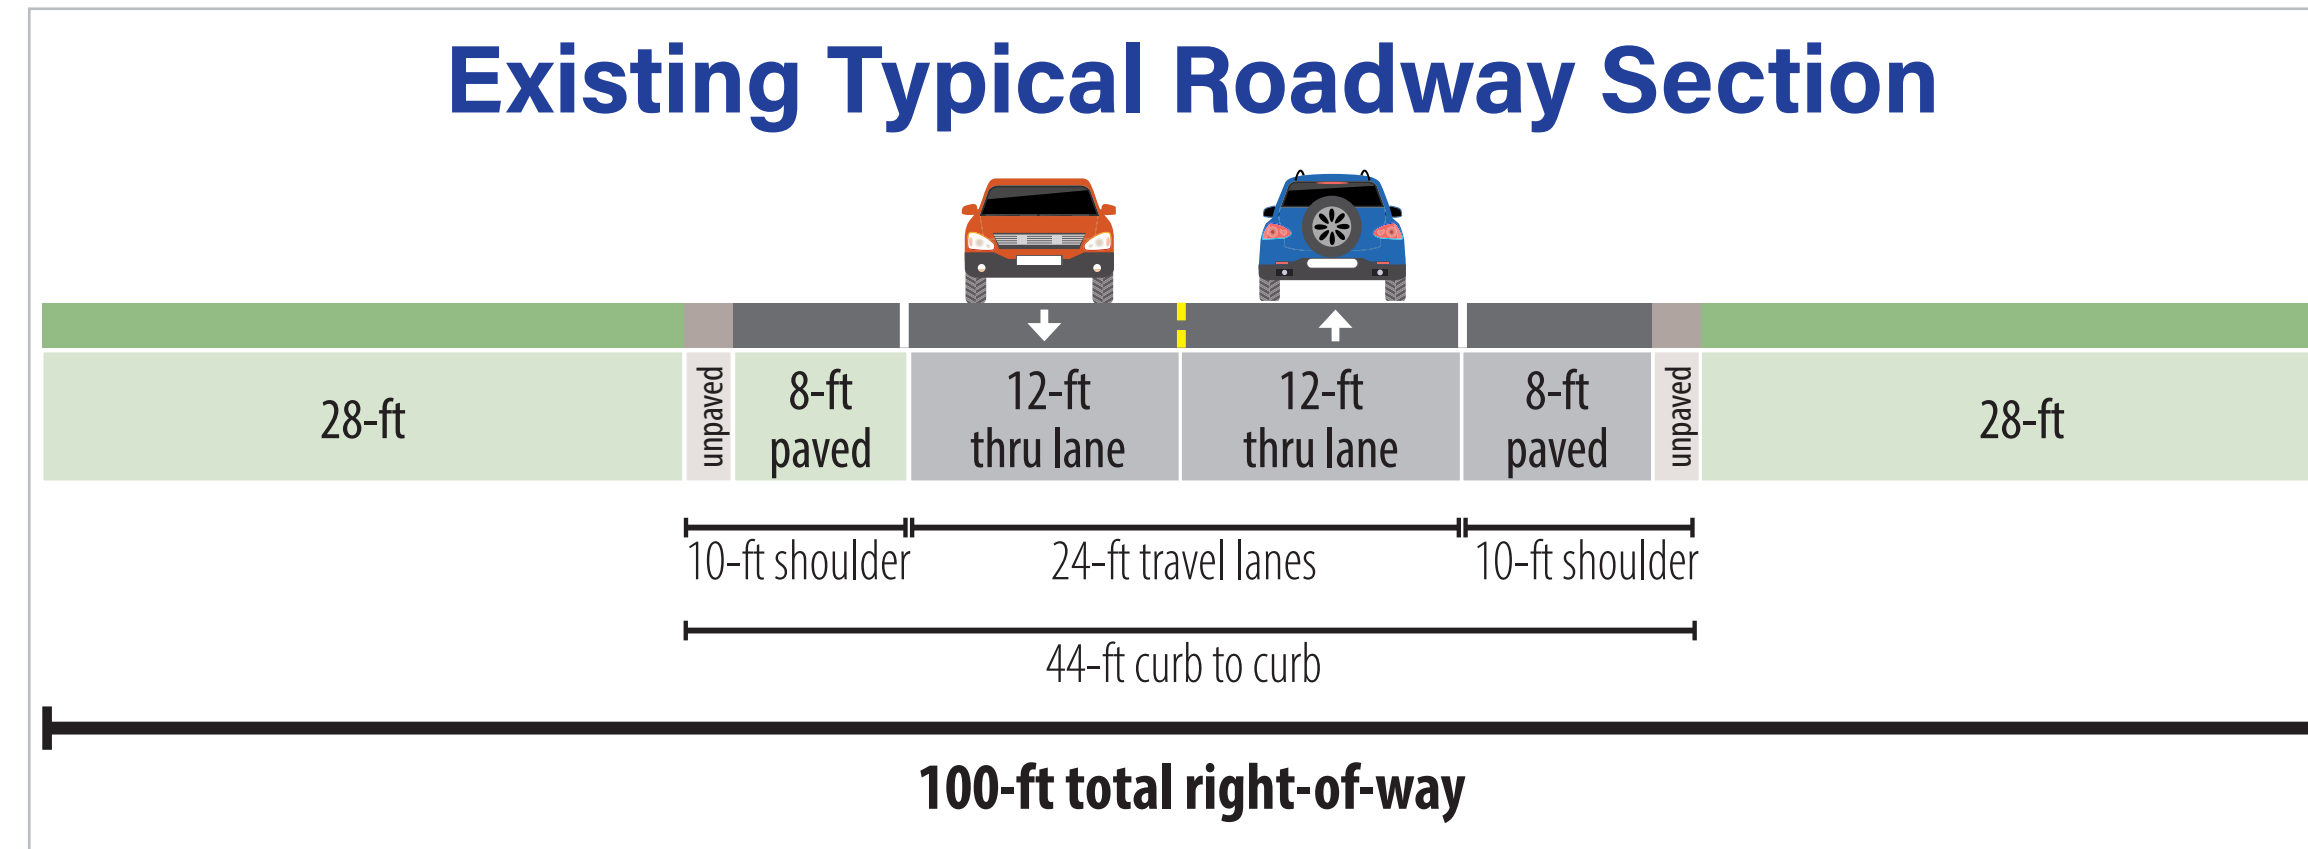 Existing Typical Roadway Section
28-ft
unpaved
8-ft
paved
12-ft
thru lane
12-ft
thru lane
8-ft
paved
unpaved
28-ft
10-ft shoulder
24-ft travel lanes
10-ft shoulder
44-ft curb to curb
100-ft total right-of-way